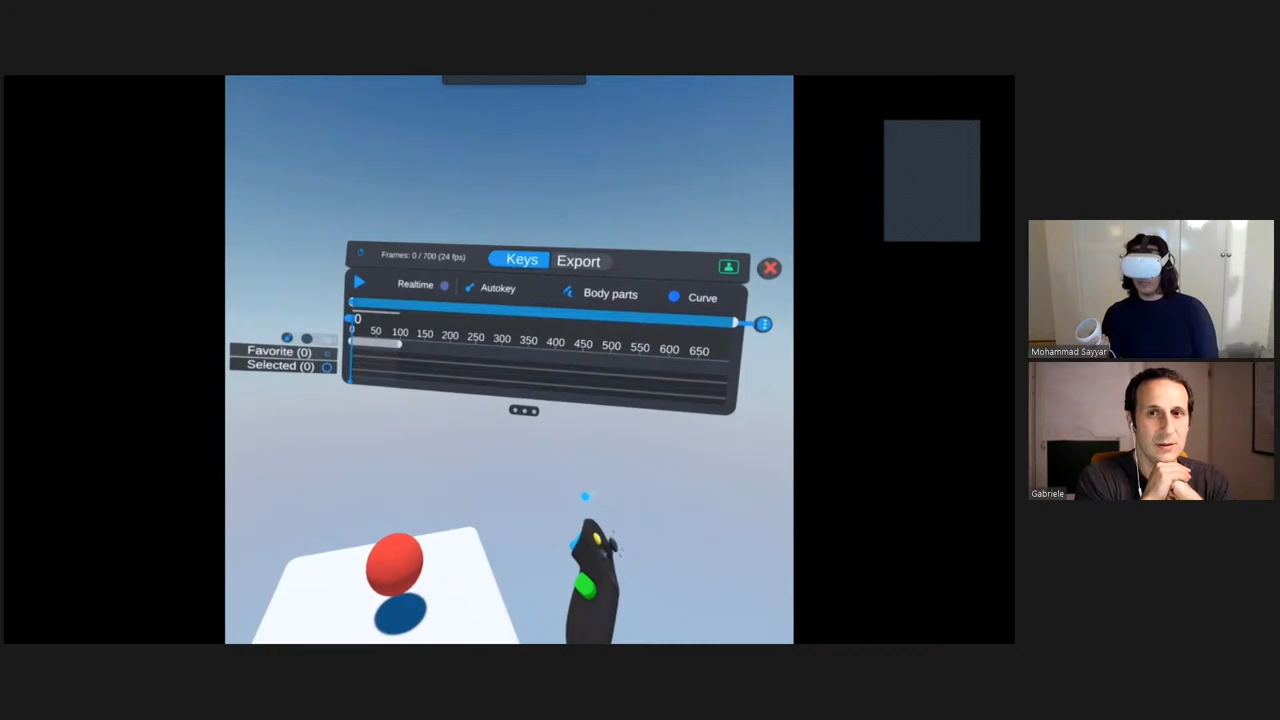 Frames: 0 / 700 (24 fps)
Keys
Export
Realtime
Autokey
Body parts
Curve
0
0 50 100 150 200 250 300 350 400 450 500 550 600 650
Favorite (0)
Selected (0)
Mohammad Sayyar
Gabriele